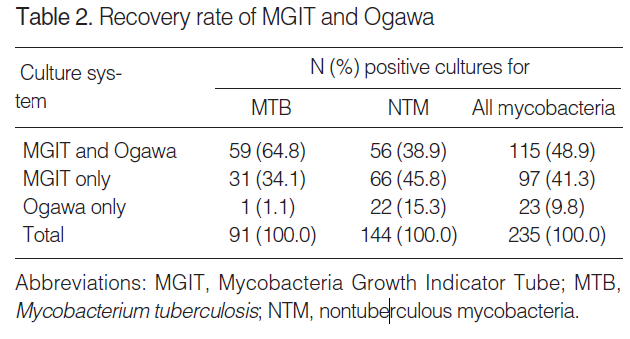 Table 2. Recovery rate of MGIT and Ogawa
Culture sys-
tem
N (%) positive cultures for
MTB NTM All mycobacteria
MGIT and Ogawa 59 (64.8) 56 (38.9) 115 (48.9)
MGIT only 31 (34.1) 66 (45.8) 97 (41.3)
Ogawa only 1 (1.1) 22 (15.3) 23 (9.8)
Total 91 (100.0) 144 (100.0) 235 (100.0)
Abbreviations: MGIT, Mycobacteria Growth Indicator Tube; MTB,
Mycobacterium tuberculosis; NTM, nontuberculous mycobacteria.